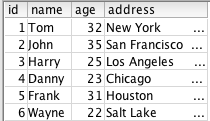 id name age address
1 Tom 32 New York ...
2 John 35 San Francisco ...
3 Harry 25 Los Angeles ...
4 Danny 23 Chicago ...
5 Frank 31 Houston ...
6 Wayne 22 Salt Lake ...